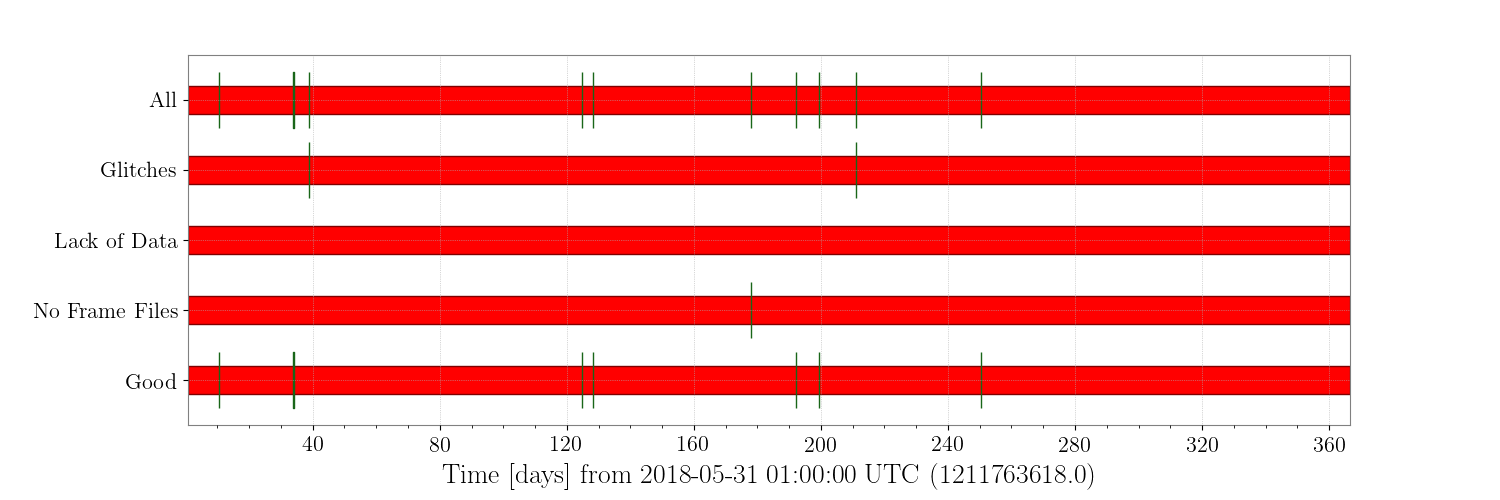 All
Glitches
Lack of Data
No Frame Files
Good
40 80 120 160 200 240 280 320 360
Time [days] from 2018-05-31 01:00:00 UTC (1211763618.0)